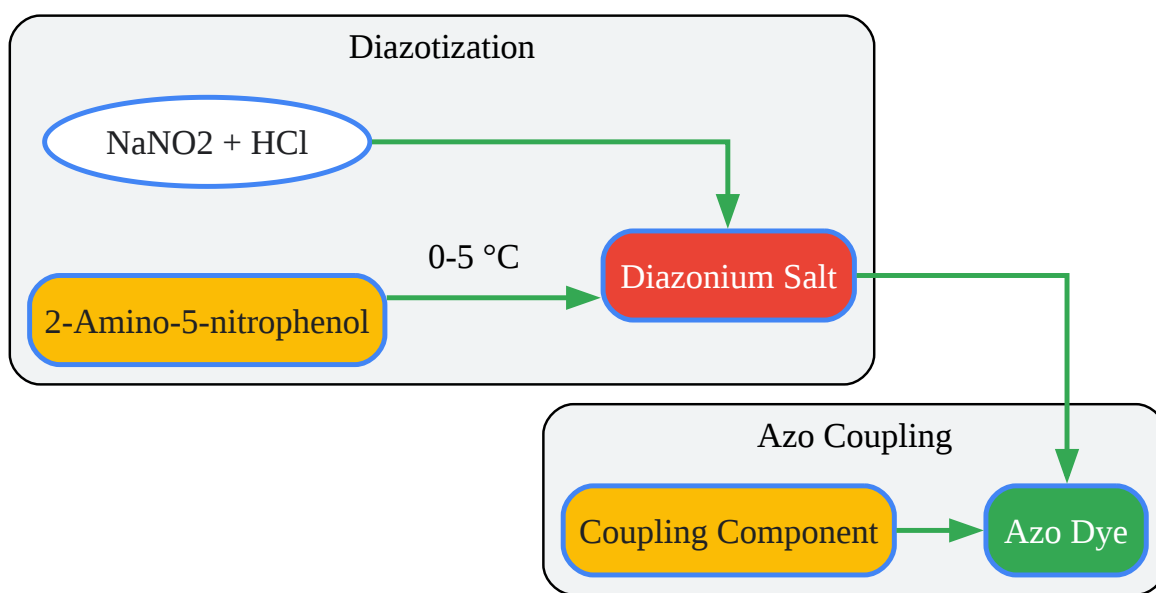 Diazotization
NaNO2 + HCl
0-5 °C
Diazonium Salt
2-Amino-5-nitrophenol
Azo Coupling
Coupling Component
Azo Dye